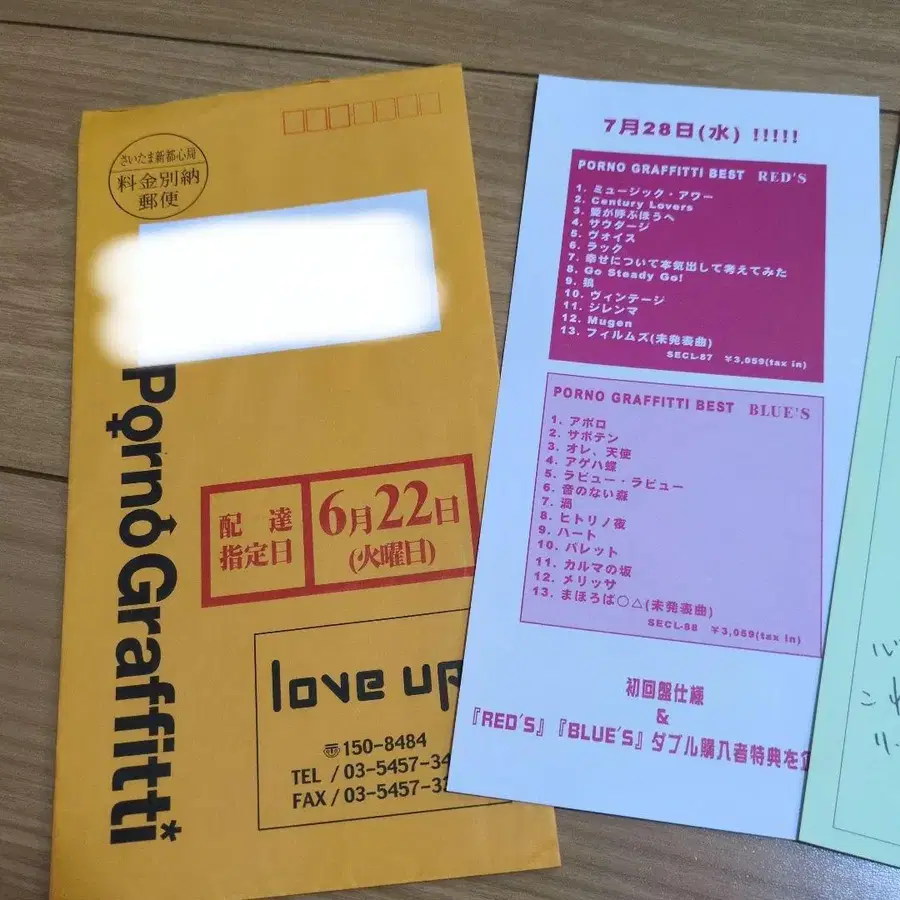 さいたま新都心局
料金別納
郵便
PornoGraffitti
配達
指定日
6月22日
(火曜日)
love up
〠150-8484
TEL / 03-5457-34
FAX / 03-5457-32
7月28日(水) !!!!!
PORNO GRAFFITTI BEST RED'S
1. ミュージック・アワー
2. Century Lovers
3. 愛が呼ぶほうへ
4. サウダージ
5. ヴォイス
6. ラック
7. 幸せについて本気出して考えてみた
8. Go Steady Go!
9. 狼
10. ヴィンテージ
11. ジレンマ
12. Mugen
13. フィルムズ(未発表曲)
SECL-87 ￥3,059(tax in)
PORNO GRAFFITTI BEST BLUE'S
1. アポロ
2. サボテン
3. オレ、天使
4. アゲハ蝶
5. ラビュー・ラビュー
6. 音のない森
7. 渦
8. ヒトリノ夜
9. ハート
10. パレット
11. カルマの坂
12. メリッサ
13. まほろば○△(未発表曲)
SECL-88 ￥3,059(tax in)
初回盤仕様
&
『RED'S』『BLUE'S』ダブル購入者特典を企